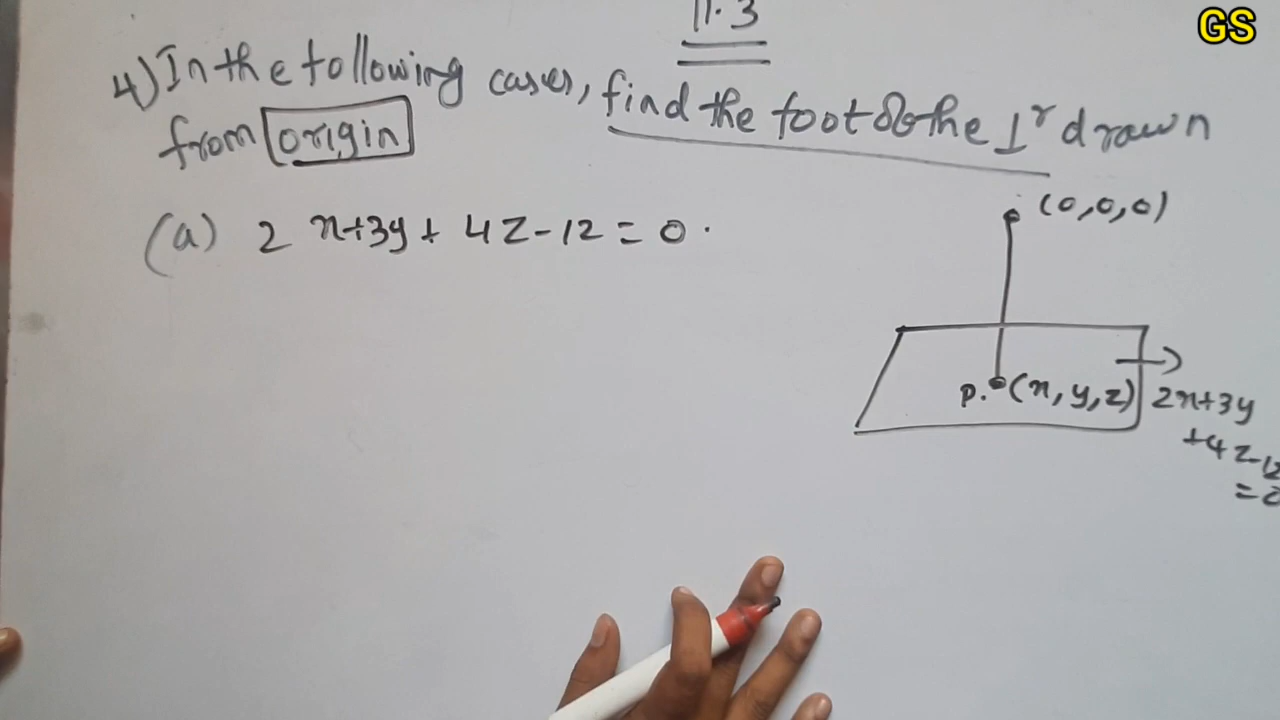 11.3
GS
4) In the following cases, find the foot of the ⊥r drawn
from origin
(a) 2x+3y+4z-12=0.
(0,0,0)
P. (x,y,z)
2x+3y
+4z-12
=0